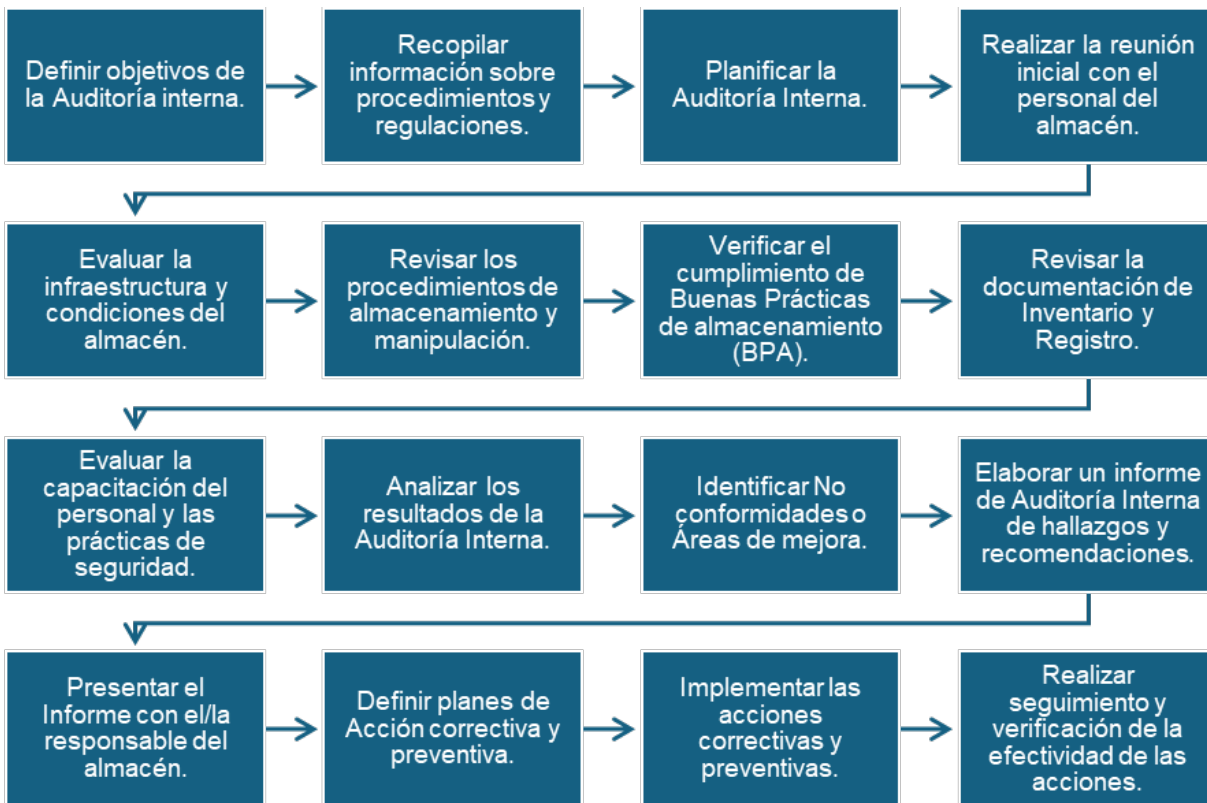 Definir objetivos de
la Auditoría interna.
Recopilar
información sobre
procedimientos y
regulaciones.
Planificar la
Auditoría Interna.
Realizar la reunión
inicial con el
personal del
almacén.
Evaluar la
infraestructura y
condiciones del
almacén.
Revisar los
procedimientos de
almacenamiento y
manipulación.
Verificar el
cumplimiento de
Buenas Prácticas
de almacenamiento
(BPA).
Revisar la
documentación de
Inventario y
Registro.
Evaluar la
capacitación del
personal y las
prácticas de
seguridad.
Analizar los
resultados de la
Auditoría Interna.
Identificar No
conformidades o
Áreas de mejora.
Elaborar un informe
de Auditoría Interna
de hallazgos y
recomendaciones.
Presentar el
Informe con el/la
responsable del
almacén.
Definir planes de
Acción correctiva y
preventiva.
Implementar las
acciones
correctivas y
preventivas.
Realizar
seguimiento y
verificación de la
efectividad de las
acciones.